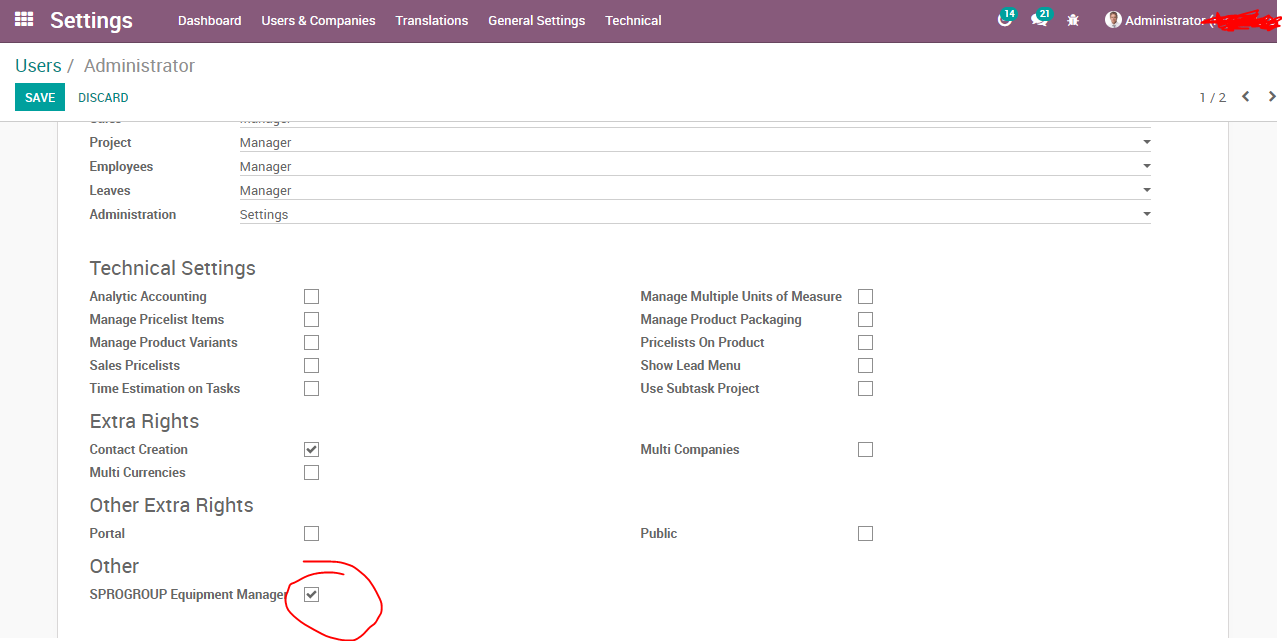 Settings Dashboard Users & Companies Translations General Settings Technical 14 21 Administrator
Users / Administrator
SAVE DISCARD 1 / 2
Project Manager
Employees Manager
Leaves Manager
Administration Settings
Technical Settings
Analytic Accounting Manage Multiple Units of Measure
Manage Pricelist Items Manage Product Packaging
Manage Product Variants Pricelists On Product
Sales Pricelists Show Lead Menu
Time Estimation on Tasks Use Subtask Project
Extra Rights
Contact Creation Multi Companies
Multi Currencies
Other Extra Rights
Portal Public
Other
SPROGROUP Equipment Manager